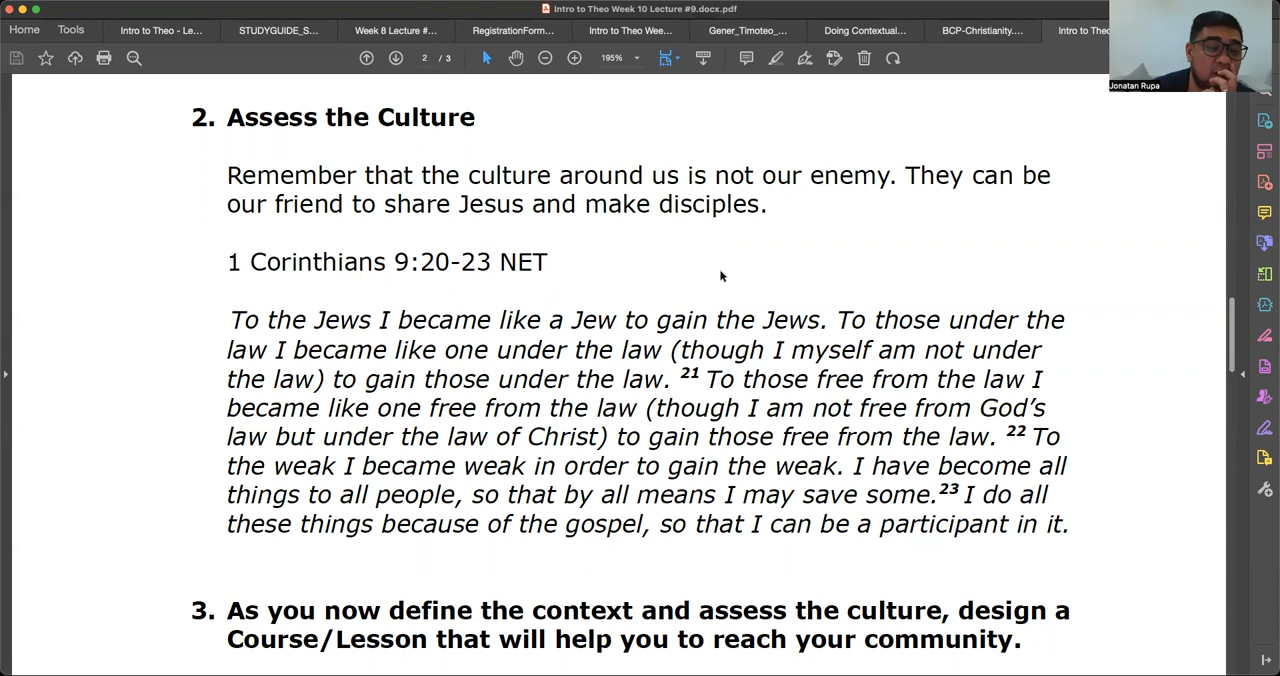 Intro to Theo Week 10 Lecture #9.docx.pdf
Home Tools Intro to Theo - Le... STUDYGUIDE_S... Week 8 Lecture #... RegistrationForm... Intro to Theo Wee... Gener_Timoteo_... Doing Contextual... BCP-Christianity.... Intro to Theo
2 / 3 195%
Jonatan Rupa
2. Assess the Culture
Remember that the culture around us is not our enemy. They can be
our friend to share Jesus and make disciples.
1 Corinthians 9:20-23 NET
To the Jews I became like a Jew to gain the Jews. To those under the
law I became like one under the law (though I myself am not under
the law) to gain those under the law. 21 To those free from the law I
became like one free from the law (though I am not free from God’s
law but under the law of Christ) to gain those free from the law. 22 To
the weak I became weak in order to gain the weak. I have become all
things to all people, so that by all means I may save some.23 I do all
these things because of the gospel, so that I can be a participant in it.
3. As you now define the context and assess the culture, design a
Course/Lesson that will help you to reach your community.